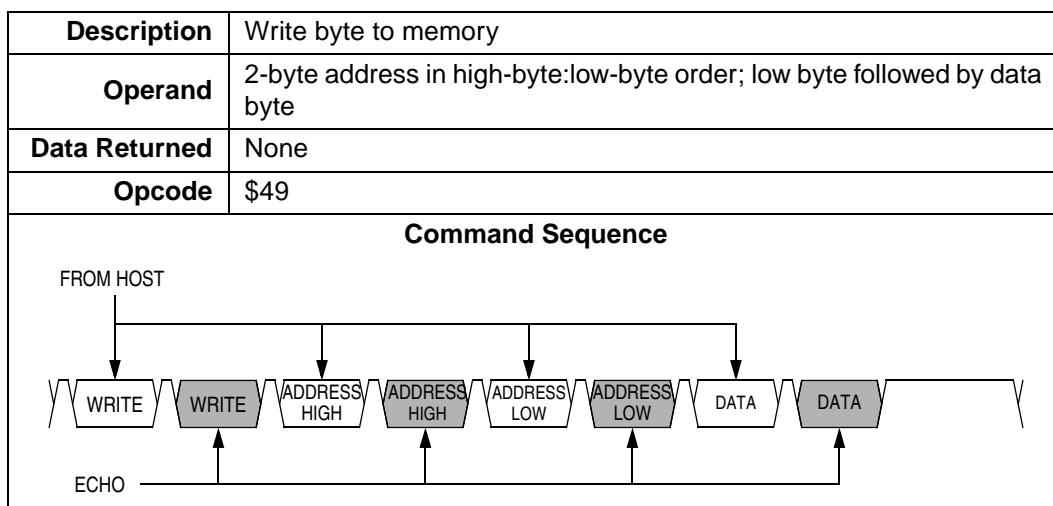 Description Write byte to memory
Operand 2-byte address in high-byte:low-byte order; low byte followed by data
byte
Data Returned None
Opcode $49
Command Sequence
FROM HOST
WRITE WRITE ADDRESS HIGH ADDRESS HIGH ADDRESS LOW ADDRESS LOW DATA DATA
ECHO